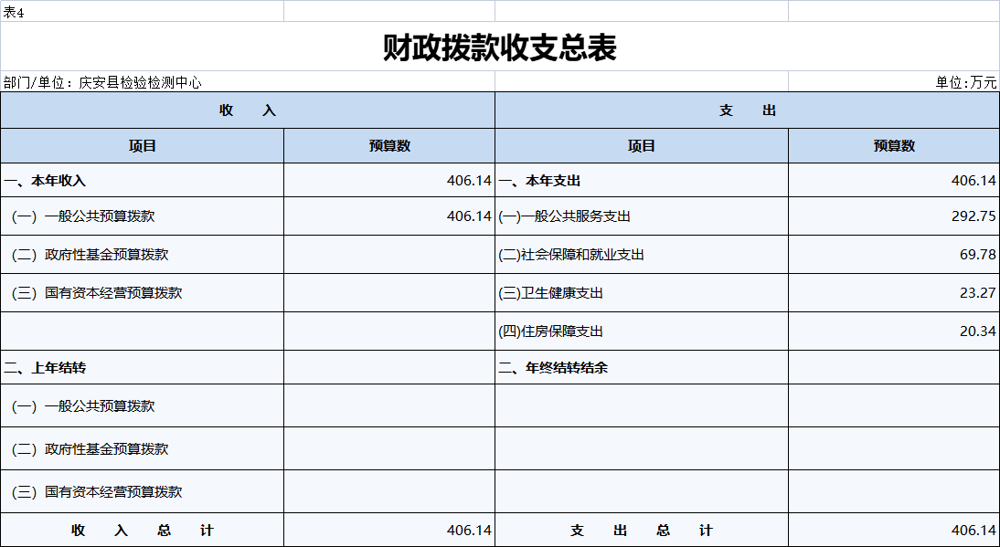 表4
财政拨款收支总表
部门/单位：庆安县检验检测中心 单位:万元
收 入 支 出
项目 预算数 项目 预算数
一、本年收入 406.14 一、本年支出 406.14
（一）一般公共预算拨款 406.14 (一)一般公共服务支出 292.75
（二）政府性基金预算拨款 (二)社会保障和就业支出 69.78
（三）国有资本经营预算拨款 (三)卫生健康支出 23.27
(四)住房保障支出 20.34
二、上年结转 二、年终结转结余
（一）一般公共预算拨款
（二）政府性基金预算拨款
（三）国有资本经营预算拨款
收 入 总 计 406.14 支 出 总 计 406.14